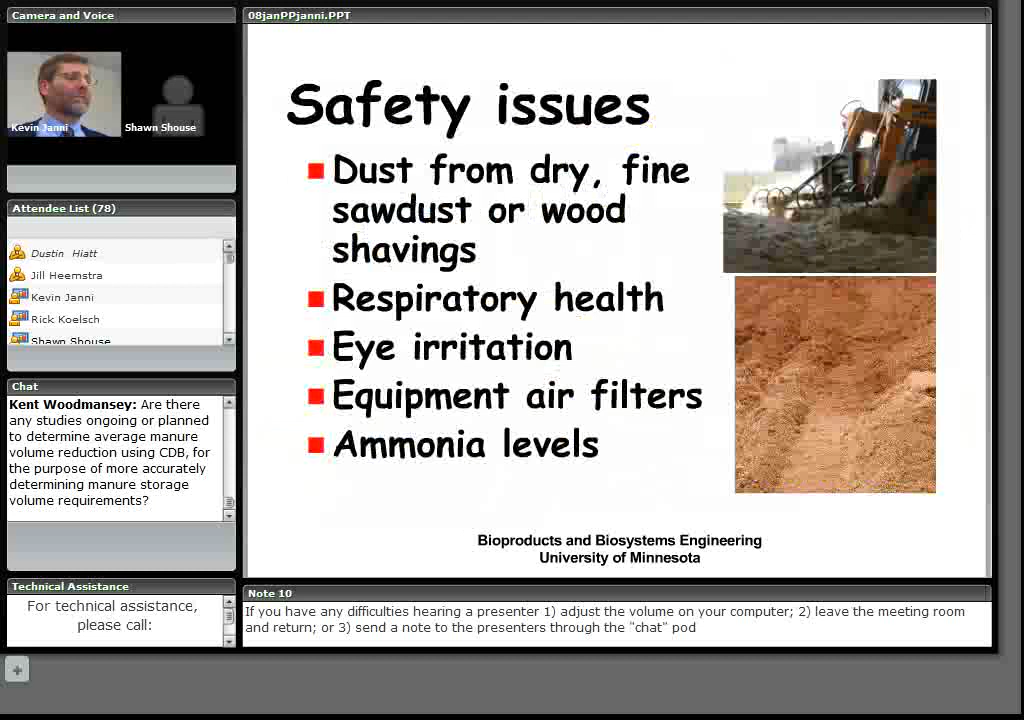 Camera and Voice
Kevin Janni
Shawn Shouse
Attendee List (78)
Dustin Hiatt
Jill Heemstra
Kevin Janni
Rick Koelsch
Shawn Shouse
Chat
Kent Woodmansey: Are there
any studies ongoing or planned
to determine average manure
volume reduction using CDB, for
the purpose of more accurately
determining manure storage
volume requirements?
Technical Assistance
For technical assistance,
please call:
08janPPjanni.PPT
Safety issues
Dust from dry, fine
sawdust or wood
shavings
Respiratory health
Eye irritation
Equipment air filters
Ammonia levels
Bioproducts and Biosystems Engineering
University of Minnesota
Note 10
If you have any difficulties hearing a presenter 1) adjust the volume on your computer; 2) leave the meeting room
and return; or 3) send a note to the presenters through the "chat" pod